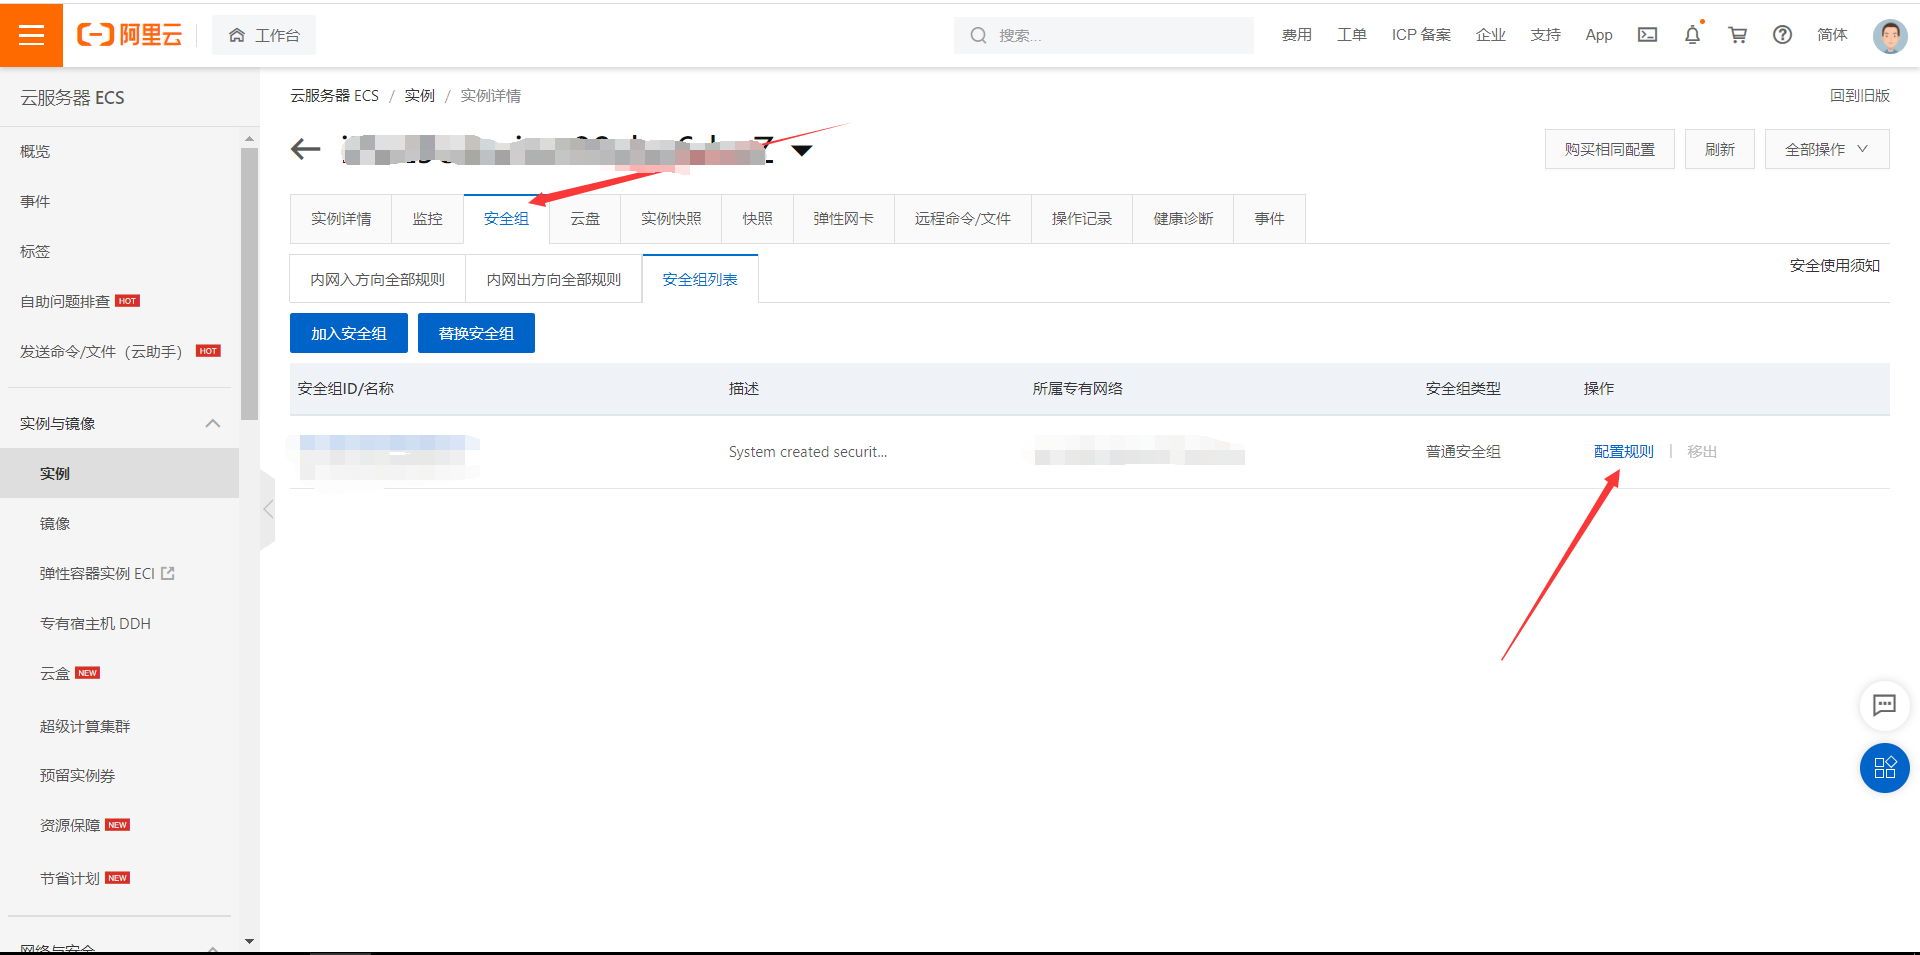 阿里云
工作台
搜索...
费用 工单 ICP 备案 企业 支持 App 简体
云服务器 ECS
概览
事件
标签
自助问题排查 HOT
发送命令/文件（云助手） HOT
实例与镜像
实例
镜像
弹性容器实例 ECI
专有宿主机 DDH
云盒 NEW
超级计算集群
预留实例券
资源保障 NEW
节省计划 NEW
网络与安全
云服务器 ECS / 实例 / 实例详情
回到旧版
购买相同配置 刷新 全部操作
实例详情 监控 安全组 云盘 实例快照 快照 弹性网卡 远程命令/文件 操作记录 健康诊断 事件
内网入方向全部规则 内网出方向全部规则 安全组列表
安全使用须知
加入安全组 替换安全组
安全组ID/名称 描述 所属专有网络 安全组类型 操作
System created securit... 普通安全组 配置规则 | 移出